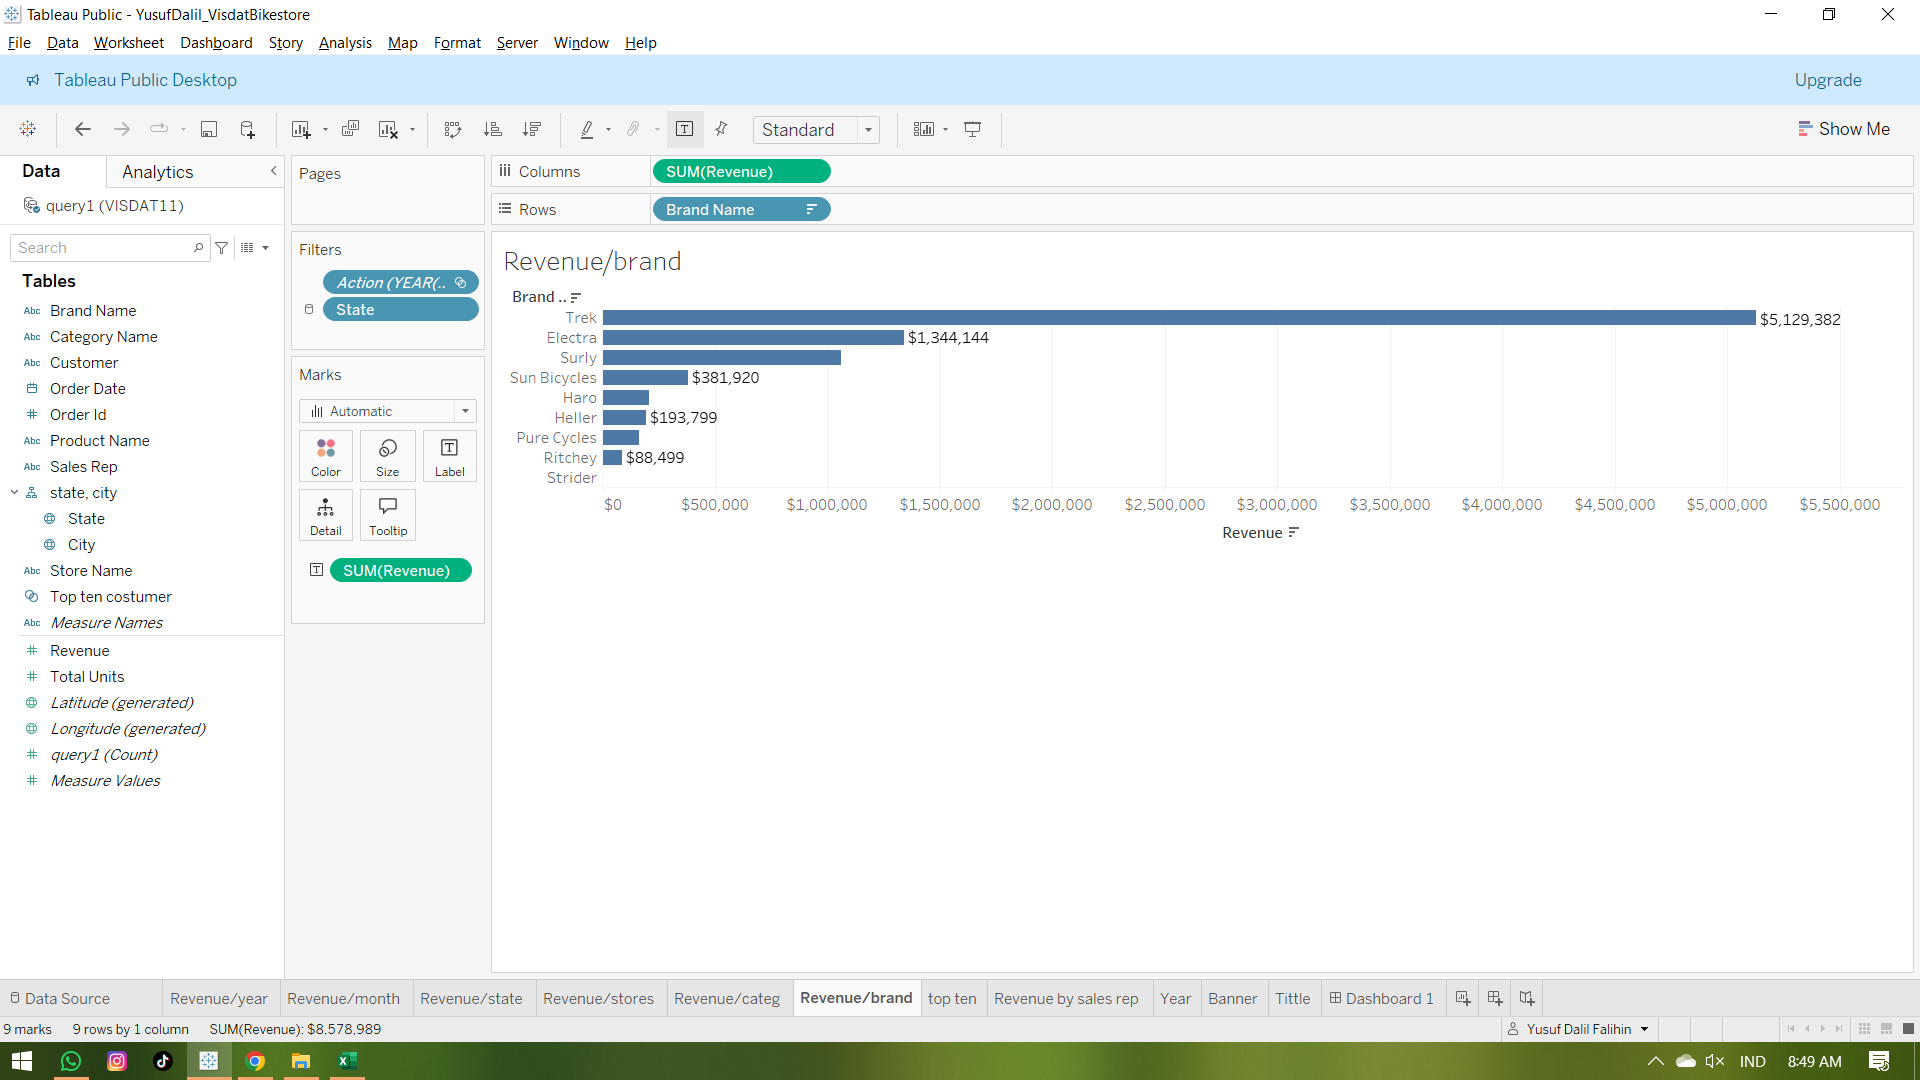 Tableau Public - YusufDalil_VisdatBikestore
File Data Worksheet Dashboard Story Analysis Map Format Server Window Help
Tableau Public Desktop
Upgrade
Standard
Show Me
Data
Analytics
query1 (VISDAT11)
Search
Tables
Abc Brand Name
Abc Category Name
Abc Customer
Order Date
# Order Id
Abc Product Name
Abc Sales Rep
state, city
State
City
Abc Store Name
Top ten costumer
Abc Measure Names
# Revenue
# Total Units
Latitude (generated)
Longitude (generated)
# query1 (Count)
# Measure Values
Pages
Filters
Action (YEAR(..
State
Marks
Automatic
Color
Size
T
Label
Detail
Tooltip
T SUM(Revenue)
Columns
SUM(Revenue)
Rows
Brand Name
Revenue/brand
Brand ..
Trek $5,129,382
Electra $1,344,144
Surly
Sun Bicycles $381,920
Haro
Heller $193,799
Pure Cycles
Ritchey $88,499
Strider
$0 $500,000 $1,000,000 $1,500,000 $2,000,000 $2,500,000 $3,000,000 $3,500,000 $4,000,000 $4,500,000 $5,000,000 $5,500,000
Revenue
Data Source Revenue/year Revenue/month Revenue/state Revenue/stores Revenue/categ Revenue/brand top ten Revenue by sales rep Year Banner Tittle Dashboard 1
9 marks 9 rows by 1 column SUM(Revenue): $8,578,989
Yusuf Dalil Falihin
IND 8:49 AM